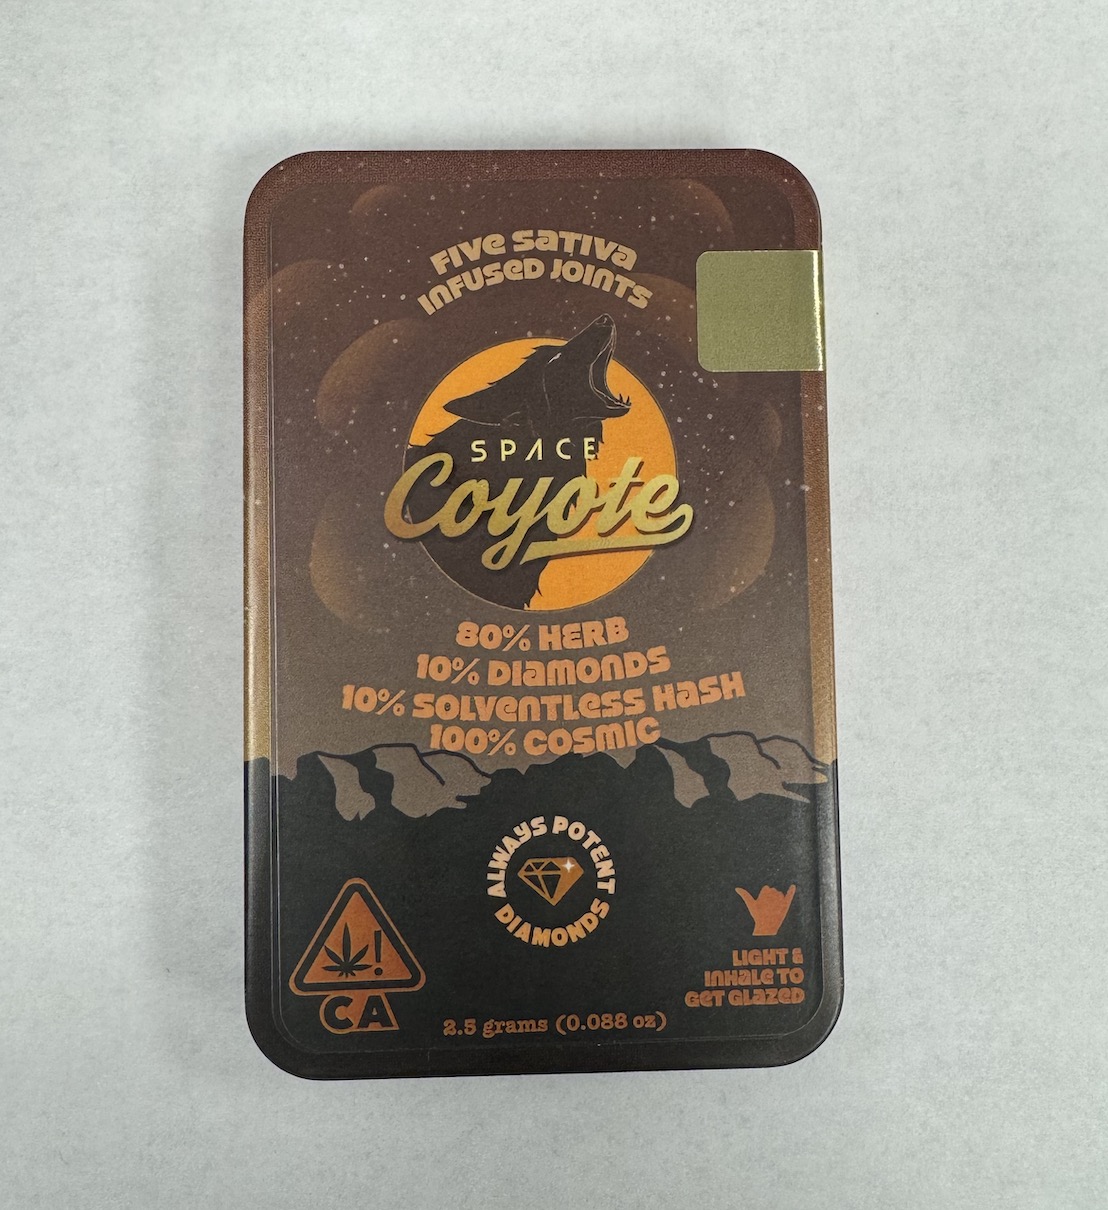 FIVE SATIVA
INFUSED JOINTS
SPACE
Coyote
80% HERB
10% DIAMONDS
10% SOLVENTLESS HASH
100% COSMIC
ALWAYS POTENT
DIAMONDS
!
CA
LIGHT &
INHALE TO
GET GLAZED
2.5 grams (0.088 oz)